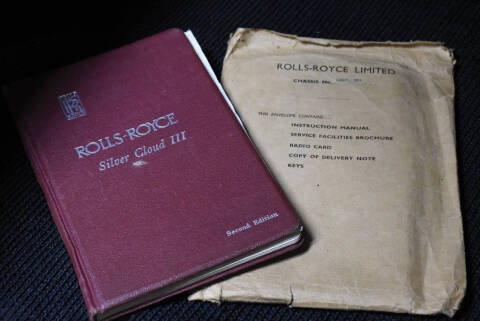 ROLLS-ROYCE
Silver Cloud III
Second Edition
ROLLS-ROYCE LIMITED
CHASSIS No.
THIS ENVELOPE CONTAINS:—
INSTRUCTION MANUAL
SERVICE FACILITIES BROCHURE
RADIO CARD
COPY OF DELIVERY NOTE
KEYS